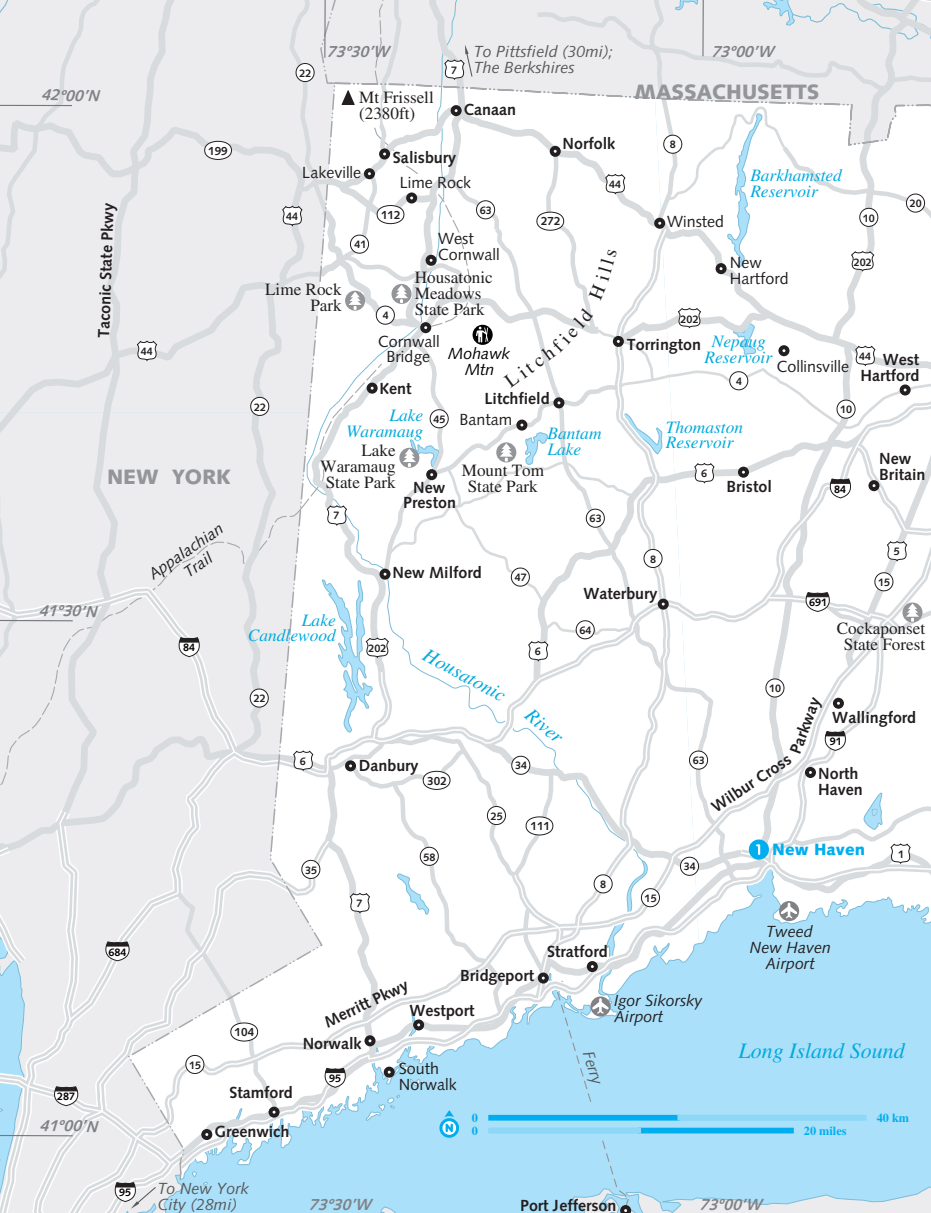 73°30'W
To Pittsfield (30mi);
The Berkshires
73°00'W
22
7
42°00'N
MASSACHUSETTS
Mt Frissell
(2380ft)
Canaan
199
Salisbury
Norfolk
8
Lakeville
Lime Rock
44
Barkhamsted
Reservoir
44
112
63
272
Winsted
10
20
Taconic State Pkwy
41
West
Cornwall
New
Hartford
202
Lime Rock
Park
Housatonic
Meadows
State Park
Litchfield Hills
4
Cornwall
Bridge
Mohawk
Mtn
202
Torrington
Nepaug
Reservoir
Collinsville
44
West
Hartford
44
22
Kent
Litchfield
4
10
Lake
Waramaug
45
Bantam
Bantam
Lake
Thomaston
Reservoir
Lake
Waramaug
State Park
Mount Tom
State Park
NEW YORK
New
Preston
6
Bristol
84
New
Britain
7
63
5
Appalachian
Trail
8
New Milford
47
15
Waterbury
691
41°30'N
Lake
Candlewood
64
Cockaponset
State Forest
84
202
6
Housatonic
River
22
10
Wallingford
Wilbur Cross Parkway
91
6
Danbury
302
34
63
North
Haven
25
111
58
1 New Haven
1
35
34
7
8
15
Tweed
New Haven
Airport
684
Stratford
Bridgeport
Merritt Pkwy
Igor Sikorsky
Airport
Westport
104
Norwalk
Long Island Sound
15
95
South
Norwalk
Ferry
287
Stamford
N
0
40 km
0
20 miles
41°00'N
Greenwich
95
To New York
City (28mi)
73°30'W
Port Jefferson
73°00'W